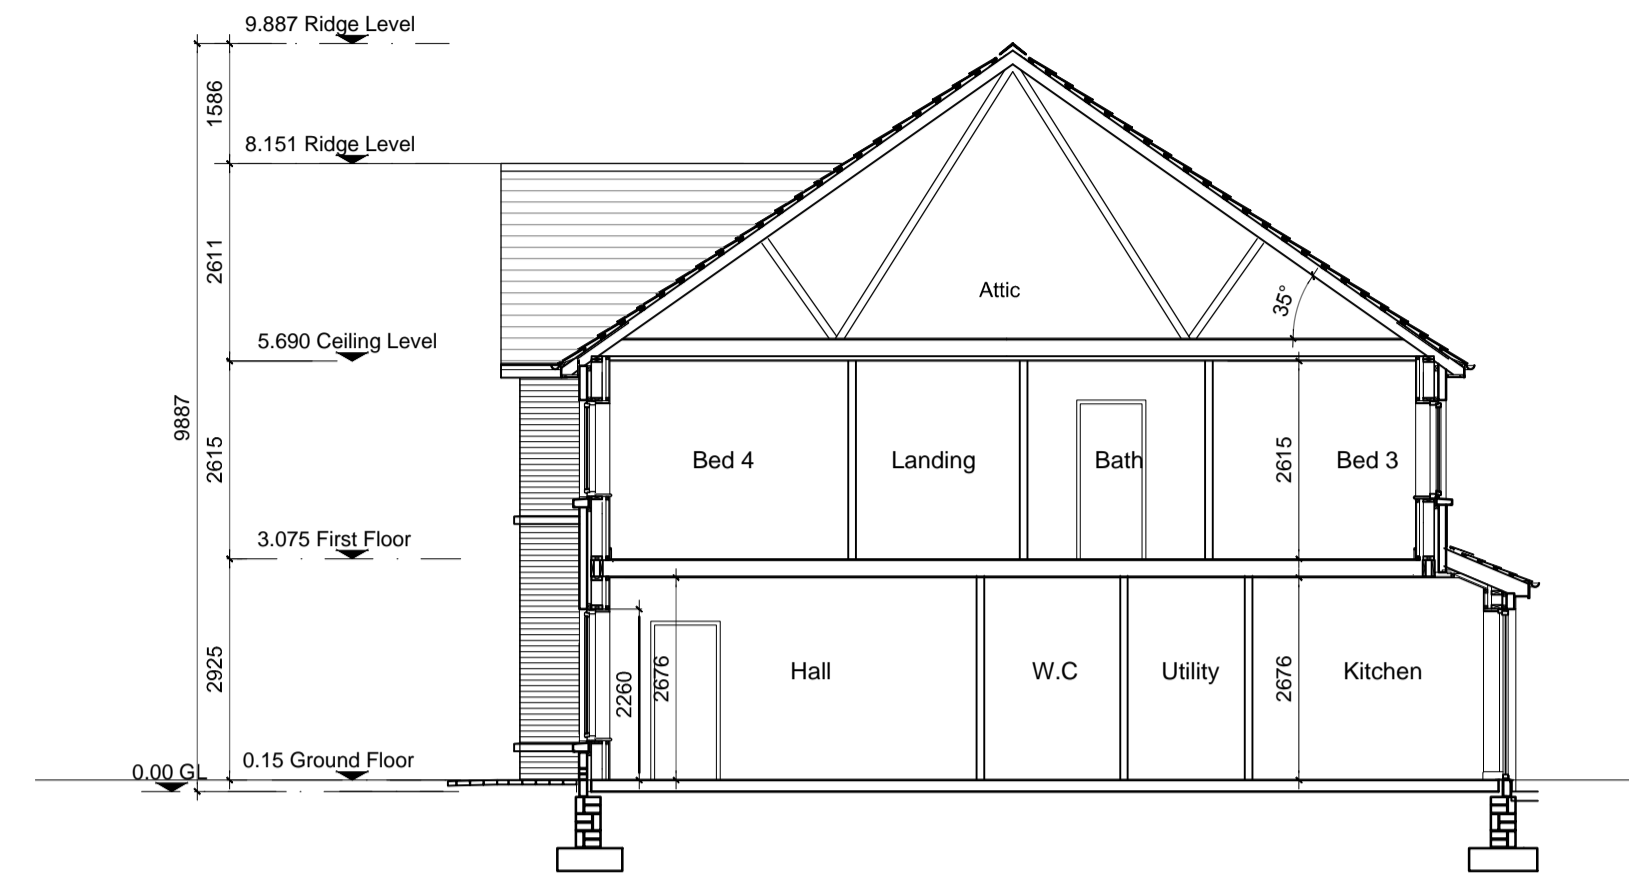 9.887 Ridge Level
1586
8.151 Ridge Level
2611
Attic
35°
5.690 Ceiling Level
9887
2615
Bed 4
Landing
Bath
2615
Bed 3
3.075 First Floor
2925
2260
2676
Hall
W.C
Utility
2676
Kitchen
0.15 Ground Floor
0.00 GL